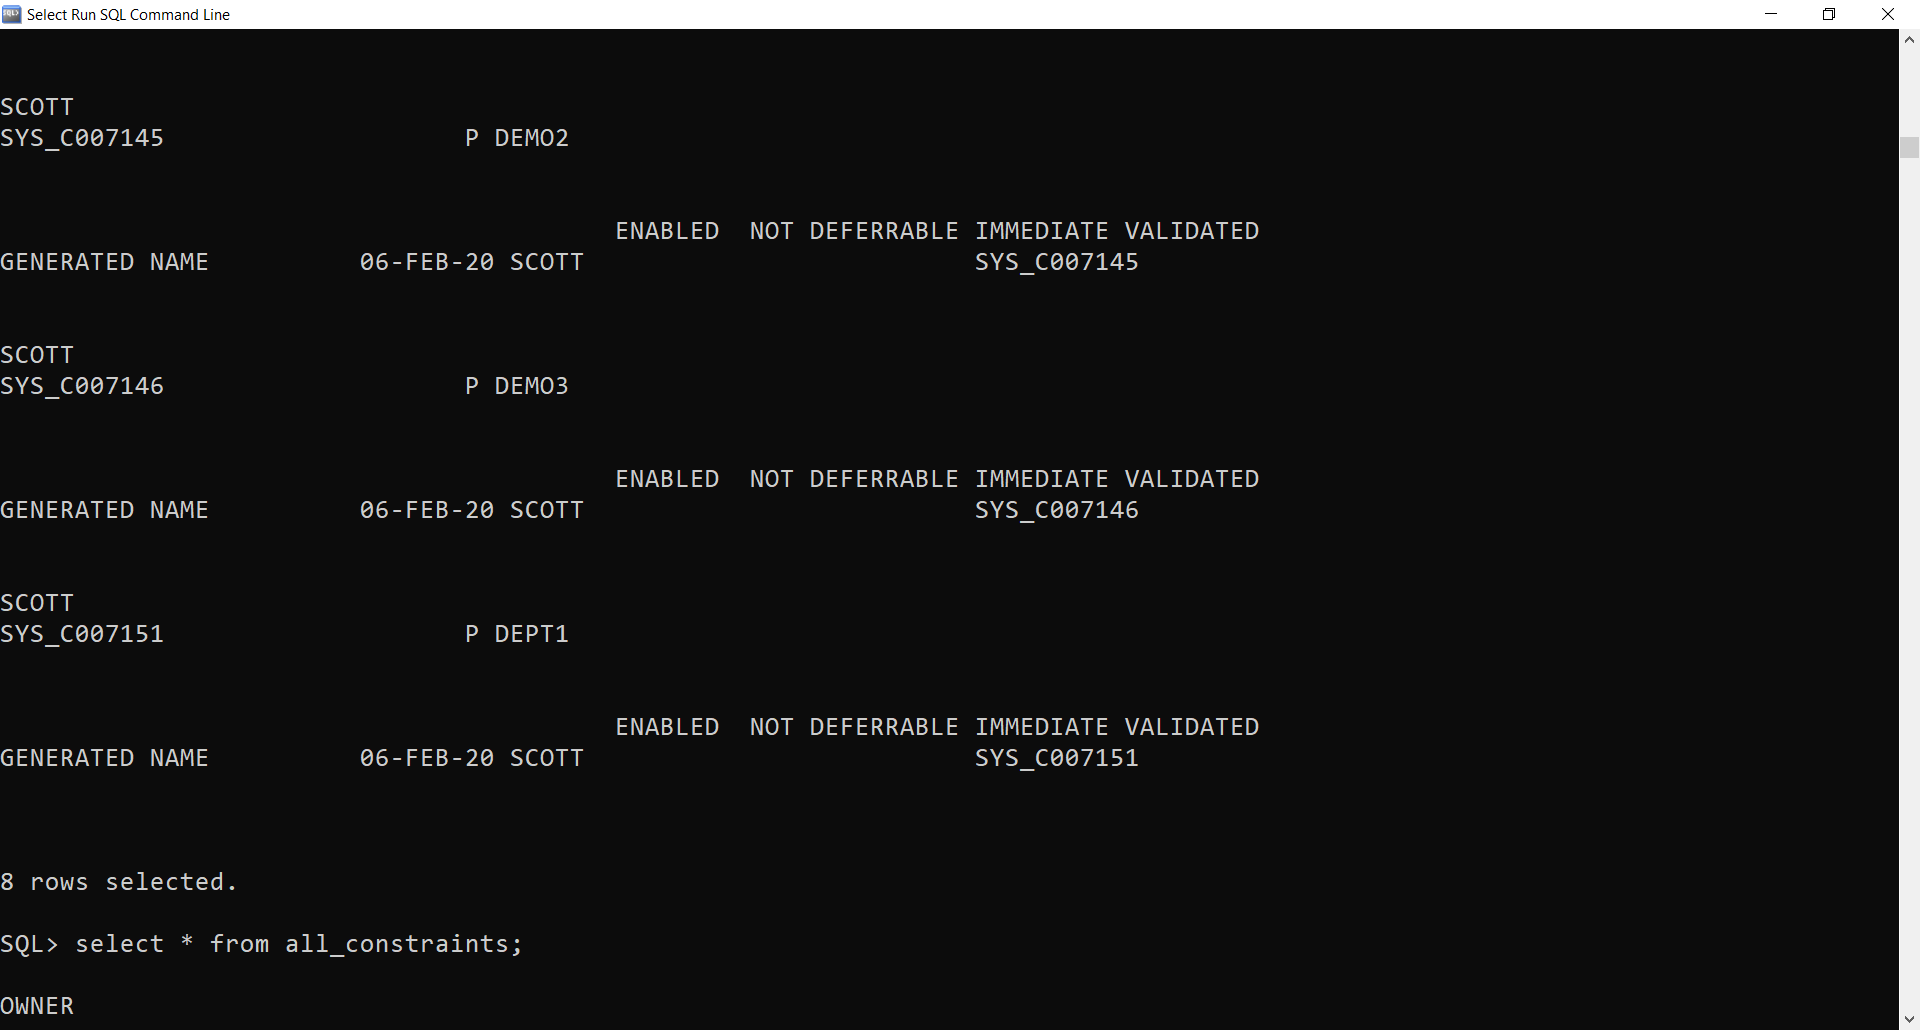 Select Run SQL Command Line
SCOTT
SYS_C007145 P DEMO2
ENABLED NOT DEFERRABLE IMMEDIATE VALIDATED
GENERATED NAME 06-FEB-20 SCOTT SYS_C007145
SCOTT
SYS_C007146 P DEMO3
ENABLED NOT DEFERRABLE IMMEDIATE VALIDATED
GENERATED NAME 06-FEB-20 SCOTT SYS_C007146
SCOTT
SYS_C007151 P DEPT1
ENABLED NOT DEFERRABLE IMMEDIATE VALIDATED
GENERATED NAME 06-FEB-20 SCOTT SYS_C007151
8 rows selected.
SQL> select * from all_constraints;
OWNER